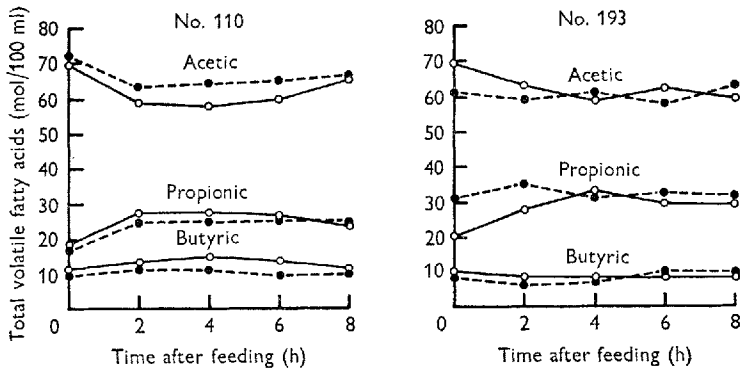 No. 110
Total volatile fatty acids (mol/100 ml)
80
70
60
50
40
30
20
10
Acetic
Propionic
Butyric
0 2 4 6 8
Time after feeding (h)
No. 193
80
70
60
50
40
30
20
10
Acetic
Propionic
Butyric
0 2 4 6 8
Time after feeding (h)